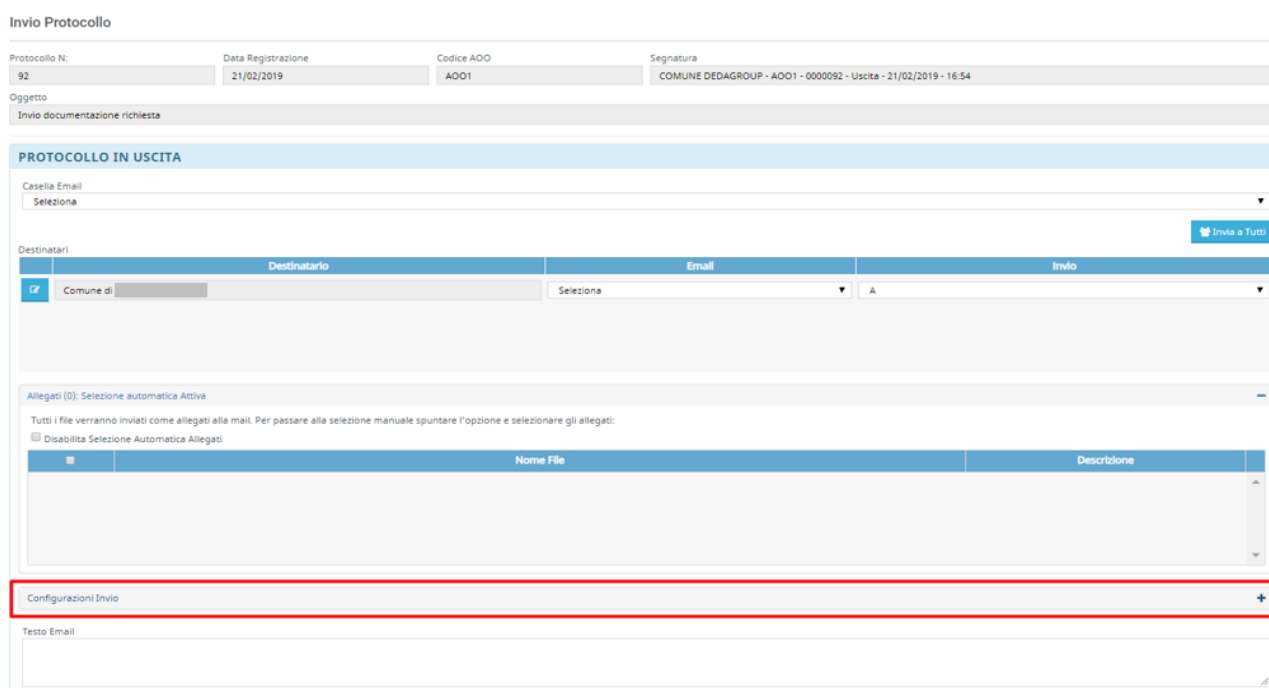 Invio Protocollo
Protocollo N: Data Registrazione Codice AOO Segnatura
92 21/02/2019 AOO1 COMUNE DEDAGROUP - AOO1 - 0000092 - Uscita - 21/02/2019 - 16:54
Oggetto
Invio documentazione richiesta
PROTOCOLLO IN USCITA
Casella Email
Seleziona
Invia a Tutti
Destinatari
Destinatario Email Invio
Comune di Seleziona A
Allegati (0): Selezione automatica Attiva
Tutti i file verranno inviati come allegati alla mail. Per passare alla selezione manuale spuntare l'opzione e selezionare gli allegati:
Disabilita Selezione Automatica Allegati
Nome File Descrizione
Configurazioni Invio
Testo Email